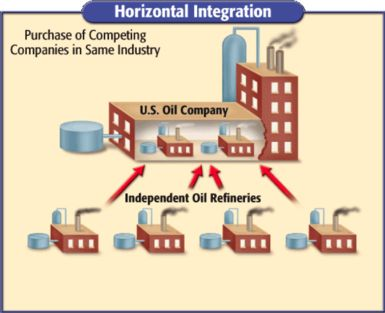 Horizontal Integration
Purchase of Competing
Companies in Same Industry
U.S. Oil Company
Independent Oil Refineries